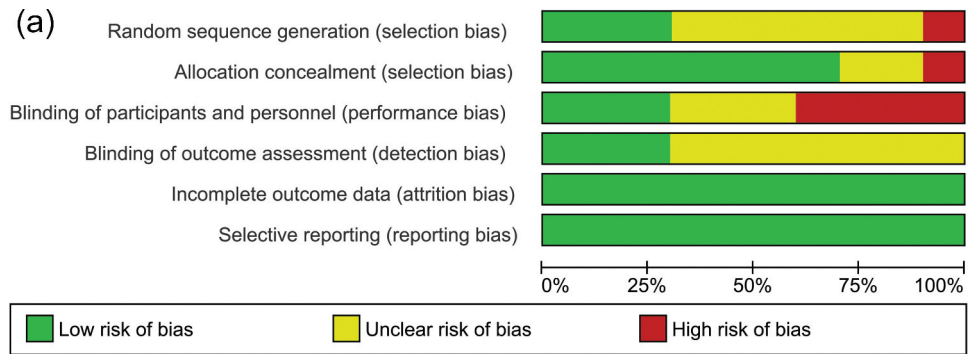 (a)
Random sequence generation (selection bias)
Allocation concealment (selection bias)
Blinding of participants and personnel (performance bias)
Blinding of outcome assessment (detection bias)
Incomplete outcome data (attrition bias)
Selective reporting (reporting bias)
0% 25% 50% 75% 100%
Low risk of bias Unclear risk of bias High risk of bias